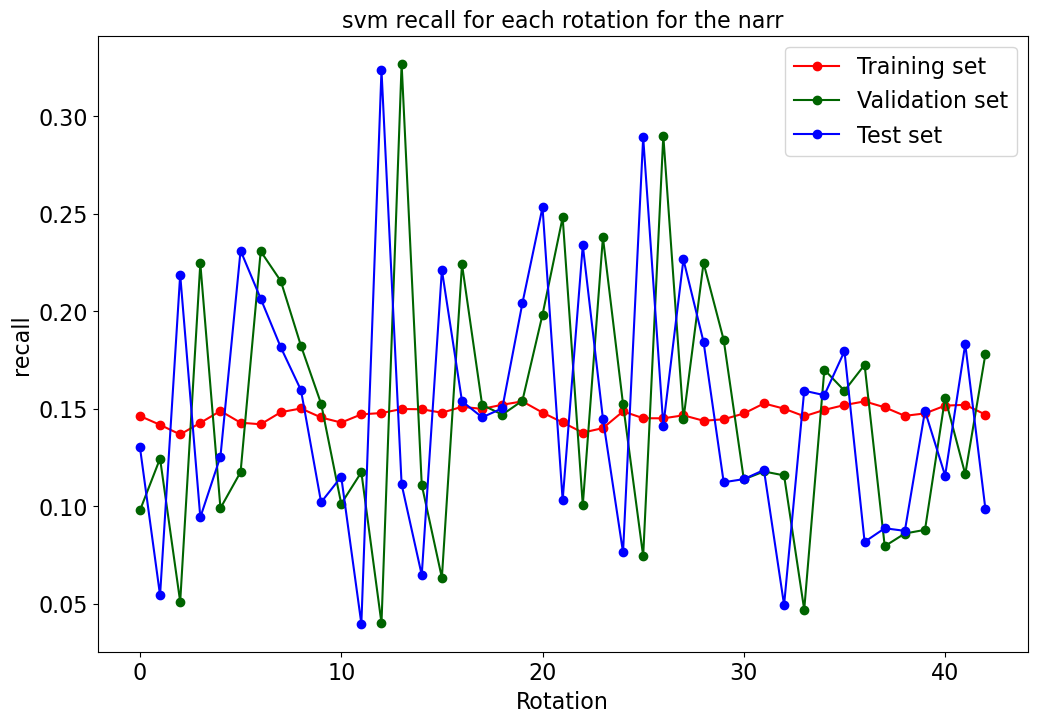 svm recall for each rotation for the narr
Training set
Validation set
Test set
0.30
0.25
0.20
0.15
0.10
0.05
recall
0 10 20 30 40
Rotation